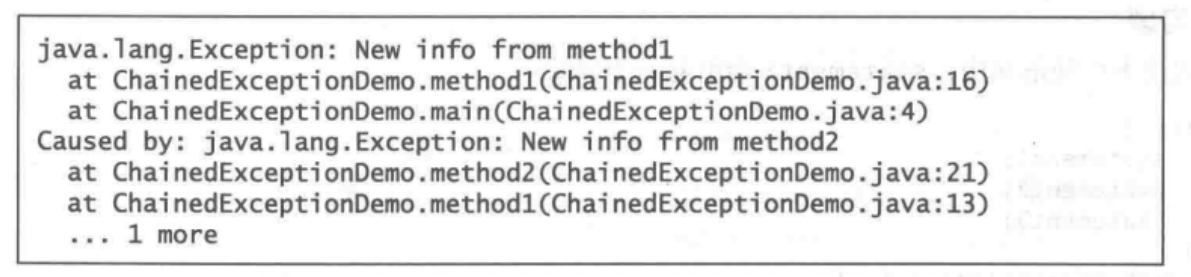 java.lang.Exception: New info from method1
at ChainedExceptionDemo.method1(ChainedExceptionDemo.java:16)
at ChainedExceptionDemo.main(ChainedExceptionDemo.java:4)
Caused by: java.lang.Exception: New info from method2
at ChainedExceptionDemo.method2(ChainedExceptionDemo.java:21)
at ChainedExceptionDemo.method1(ChainedExceptionDemo.java:13)
... 1 more